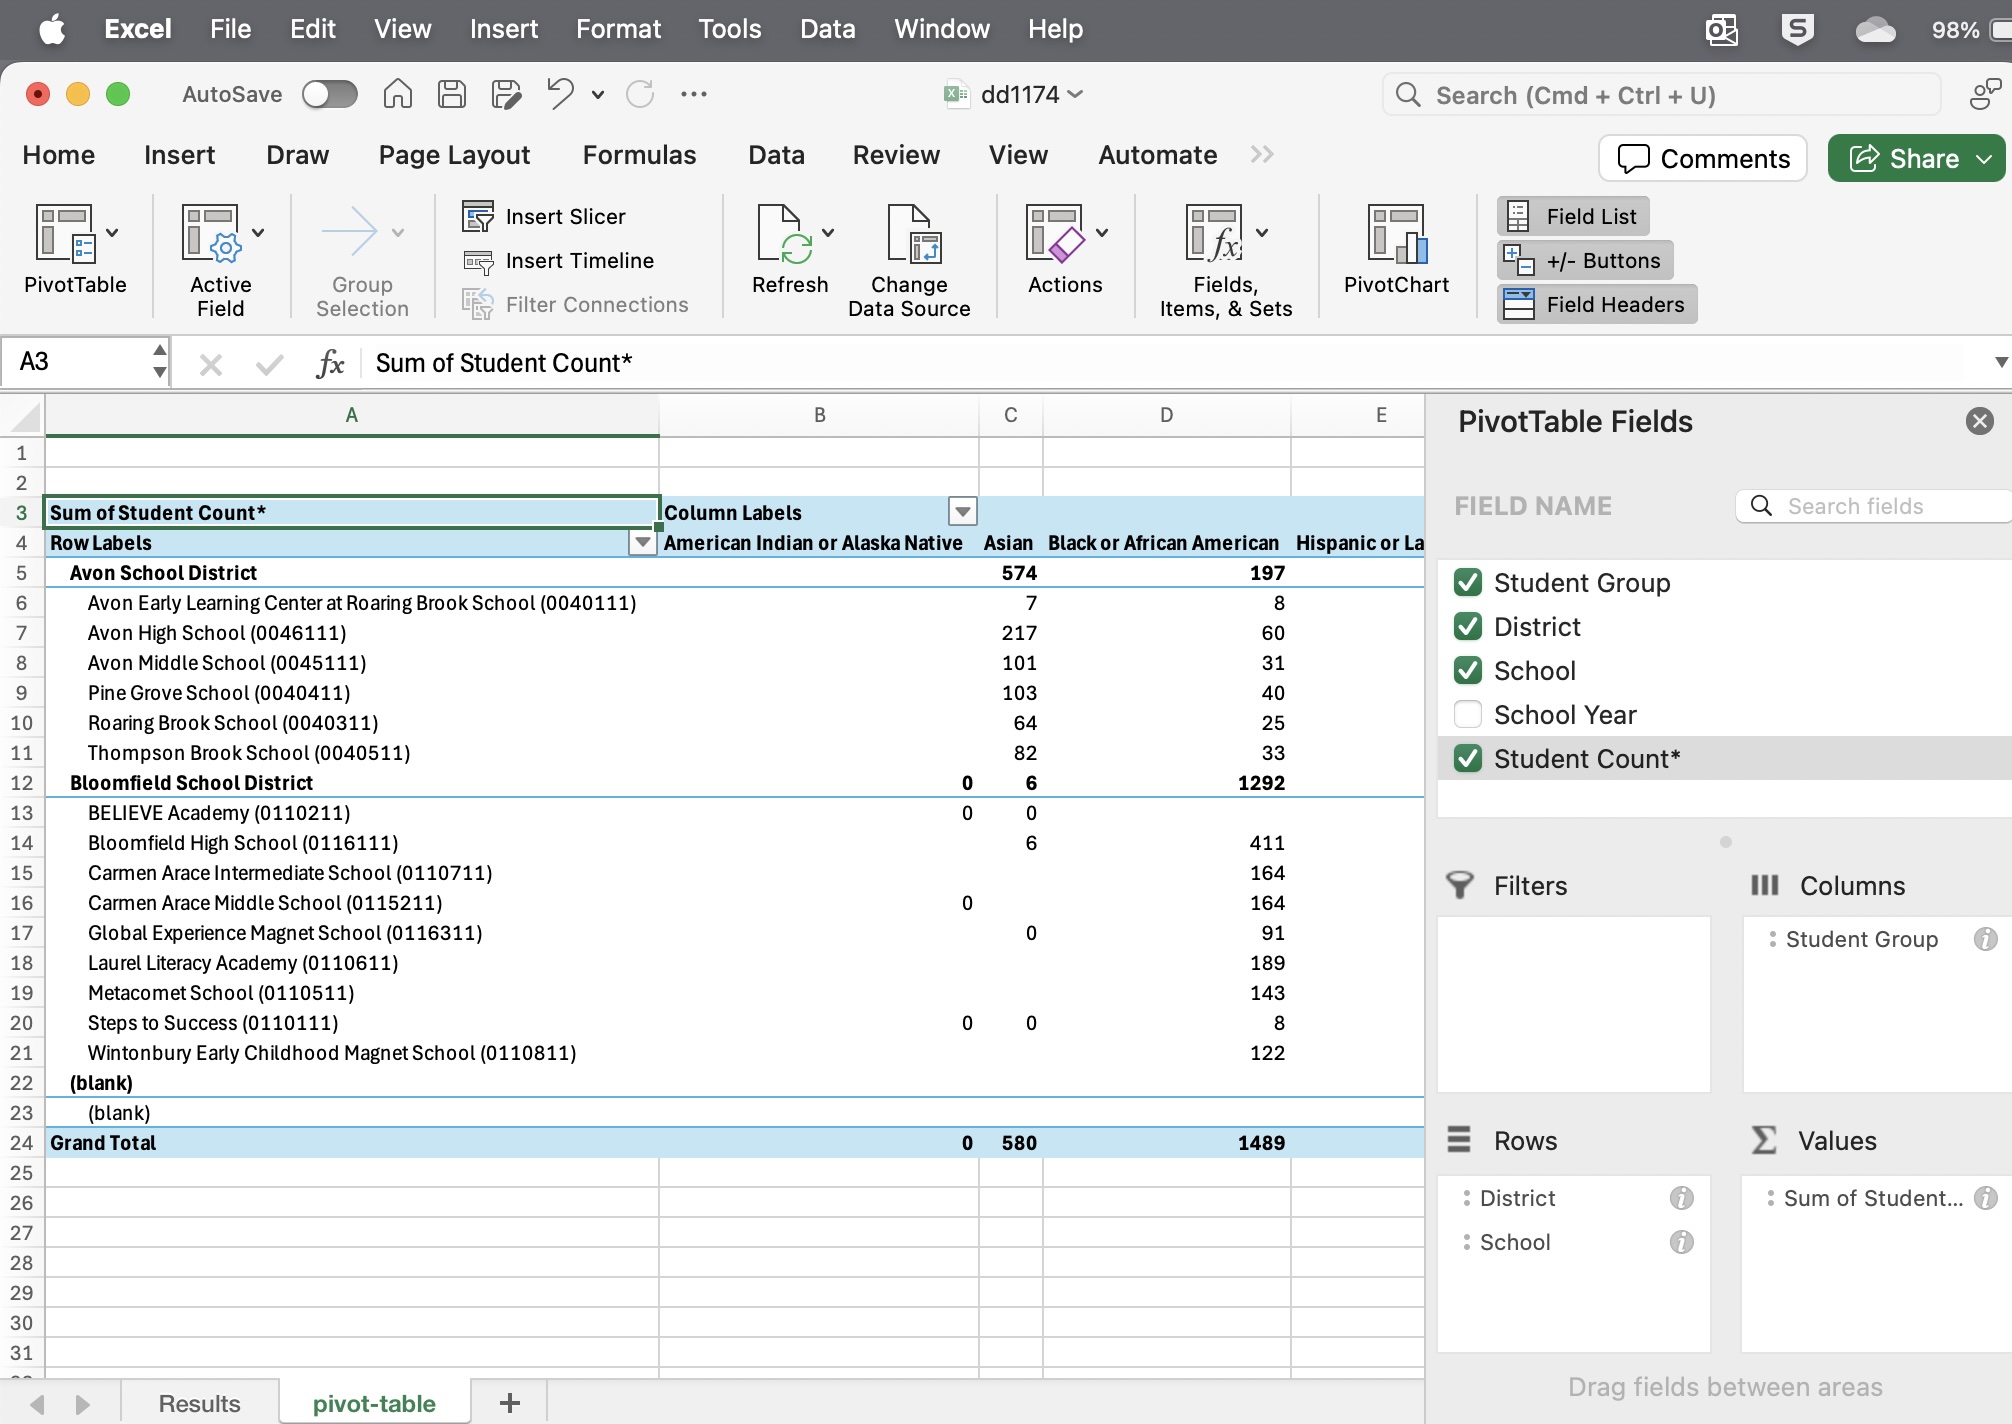 Excel File Edit View Insert Format Tools Data Window Help 98%
AutoSave dd1174 Search (Cmd + Ctrl + U)
Home Insert Draw Page Layout Formulas Data Review View Automate Comments Share
PivotTable
Active Field
Group Selection
Insert Slicer
Insert Timeline
Filter Connections
Refresh
Change Data Source
Actions
Fields, Items, & Sets
PivotChart
Field List
+/- Buttons
Field Headers
A3 fx Sum of Student Count*
A B C D E
1
2
3 Sum of Student Count* Column Labels
4 Row Labels American Indian or Alaska Native Asian Black or African American Hispanic or La
5 Avon School District 574 197
6 Avon Early Learning Center at Roaring Brook School (0040111) 7 8
7 Avon High School (0046111) 217 60
8 Avon Middle School (0045111) 101 31
9 Pine Grove School (0040411) 103 40
10 Roaring Brook School (0040311) 64 25
11 Thompson Brook School (0040511) 82 33
12 Bloomfield School District 0 6 1292
13 BELIEVE Academy (0110211) 0 0
14 Bloomfield High School (0116111) 6 411
15 Carmen Arace Intermediate School (0110711) 164
16 Carmen Arace Middle School (0115211) 0 164
17 Global Experience Magnet School (0116311) 0 91
18 Laurel Literacy Academy (0110611) 189
19 Metacomet School (0110511) 143
20 Steps to Success (0110111) 0 0 8
21 Wintonbury Early Childhood Magnet School (0110811) 122
22 (blank)
23 (blank)
24 Grand Total 0 580 1489
25
26
27
28
29
30
31
PivotTable Fields
FIELD NAME Search fields
Student Group
District
School
School Year
Student Count*
Filters Columns
Student Group
Rows Values
District Sum of Student...
School
Drag fields between areas
Results pivot-table +